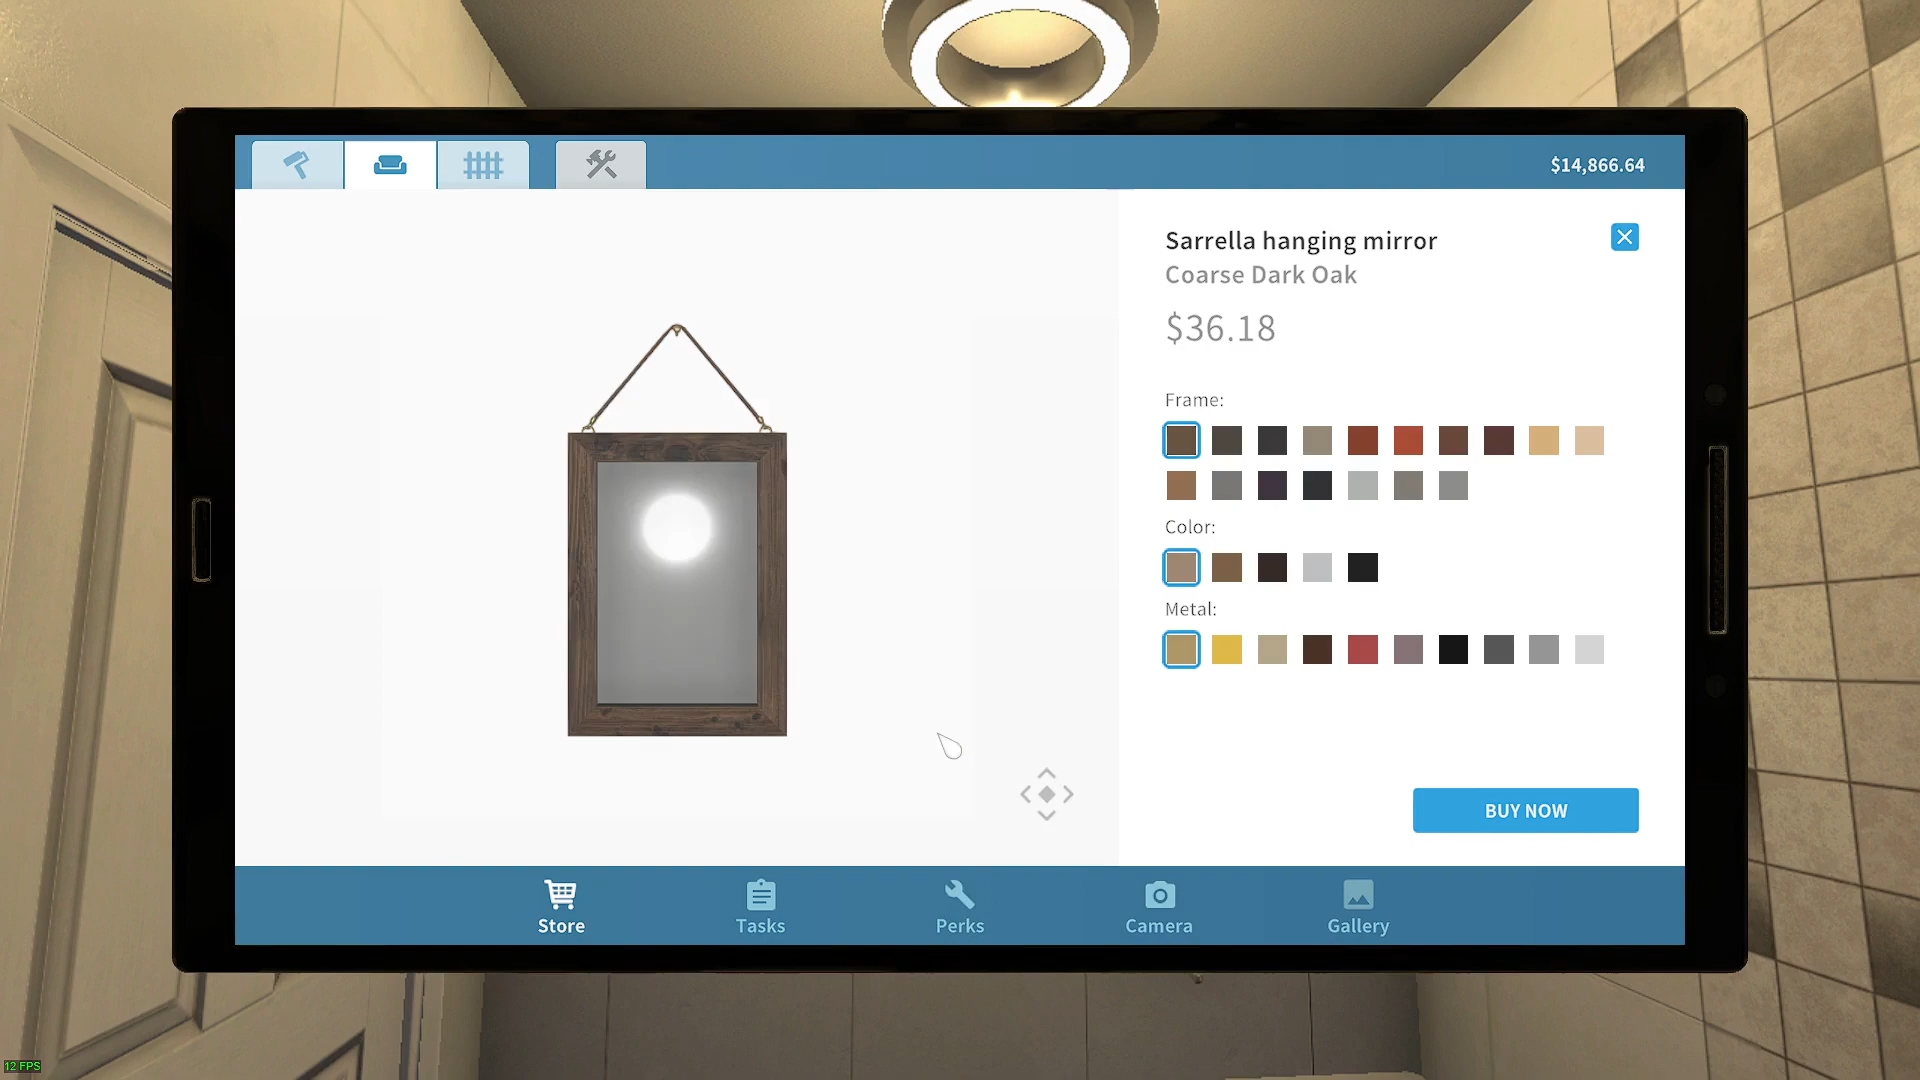 $14,866.64
Sarrella hanging mirror
Coarse Dark Oak
$36.18
Frame:
Color:
Metal:
BUY NOW
Store
Tasks
Perks
Camera
Gallery
12 FPS